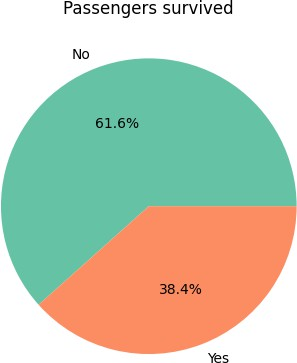 Passengers survived
No
61.6%
38.4%
Yes